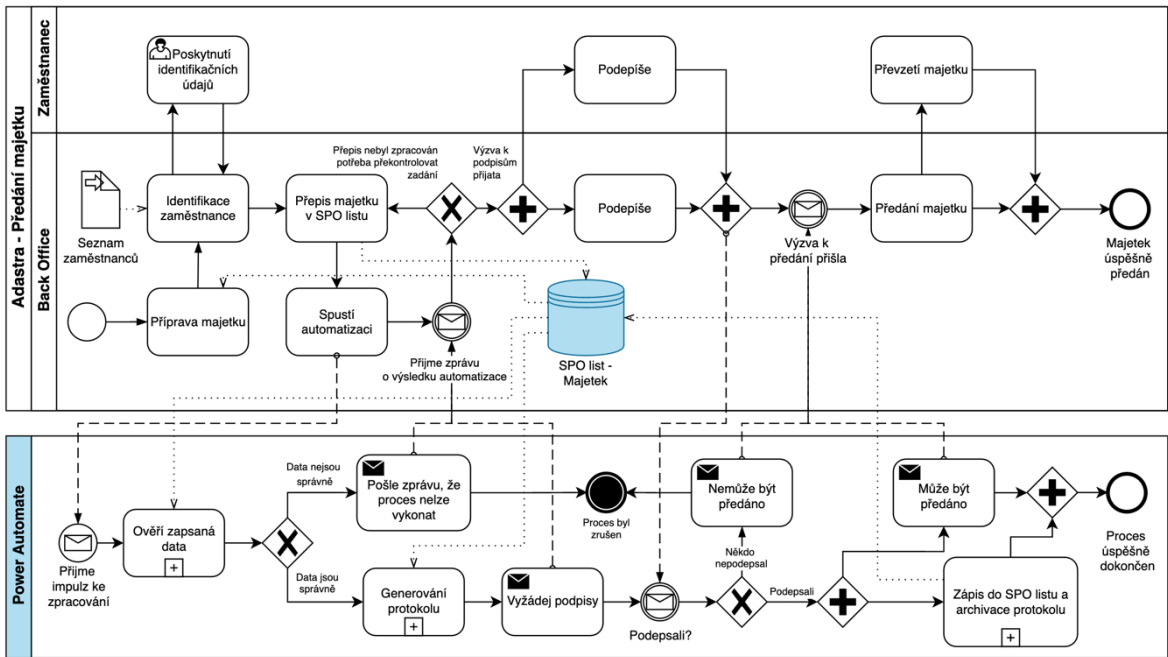 Adastra - Předání majetku
Zaměstnanec
Poskytnutí
identifikačních
údajů
Podepíše
Převzetí majetku
Back Office
Přepis nebyl zpracován
potřeba překontrolovat
zadání
Výzva k
podpisům
přijata
Seznam
zaměstnanců
Identifikace
zaměstnance
Přepis majetku
v SPO listu
Podepíše
Výzva k
předání přišla
Předání majetku
Majetek
úspěšně
předán
Příprava majetku
Spustí
automatizaci
Přijme zprávu
o výsledku automatizace
SPO list -
Majetek
Power Automate
Data nejsou
správně
Pošle zprávu, že
proces nelze
vykonat
Proces byl
zrušen
Nemůže být
předáno
Může být
předáno
Přijme
impulz ke
zpracování
Ověří zapsaná
data
Data jsou
správně
Generování
protokolu
Vyžádej podpisy
Podepsali?
Někdo
nepodepsal
Podepsali
Zápis do SPO listu a
archivace protokolu
Proces
úspěšně
dokončen